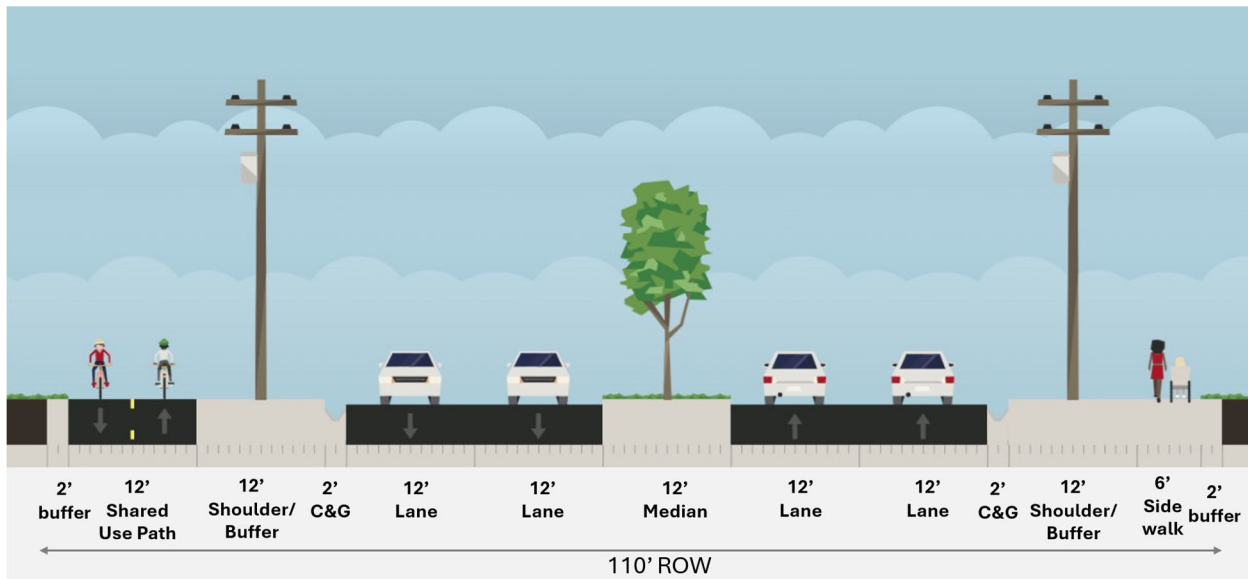 2’
buffer
12’
Shared
Use Path
12’
Shoulder/
Buffer
2’
C&G
12’
Lane
12’
Lane
12’
Median
12’
Lane
12’
Lane
2’
C&G
12’
Shoulder/
Buffer
6’
Side
walk
2’
buffer
110’ ROW